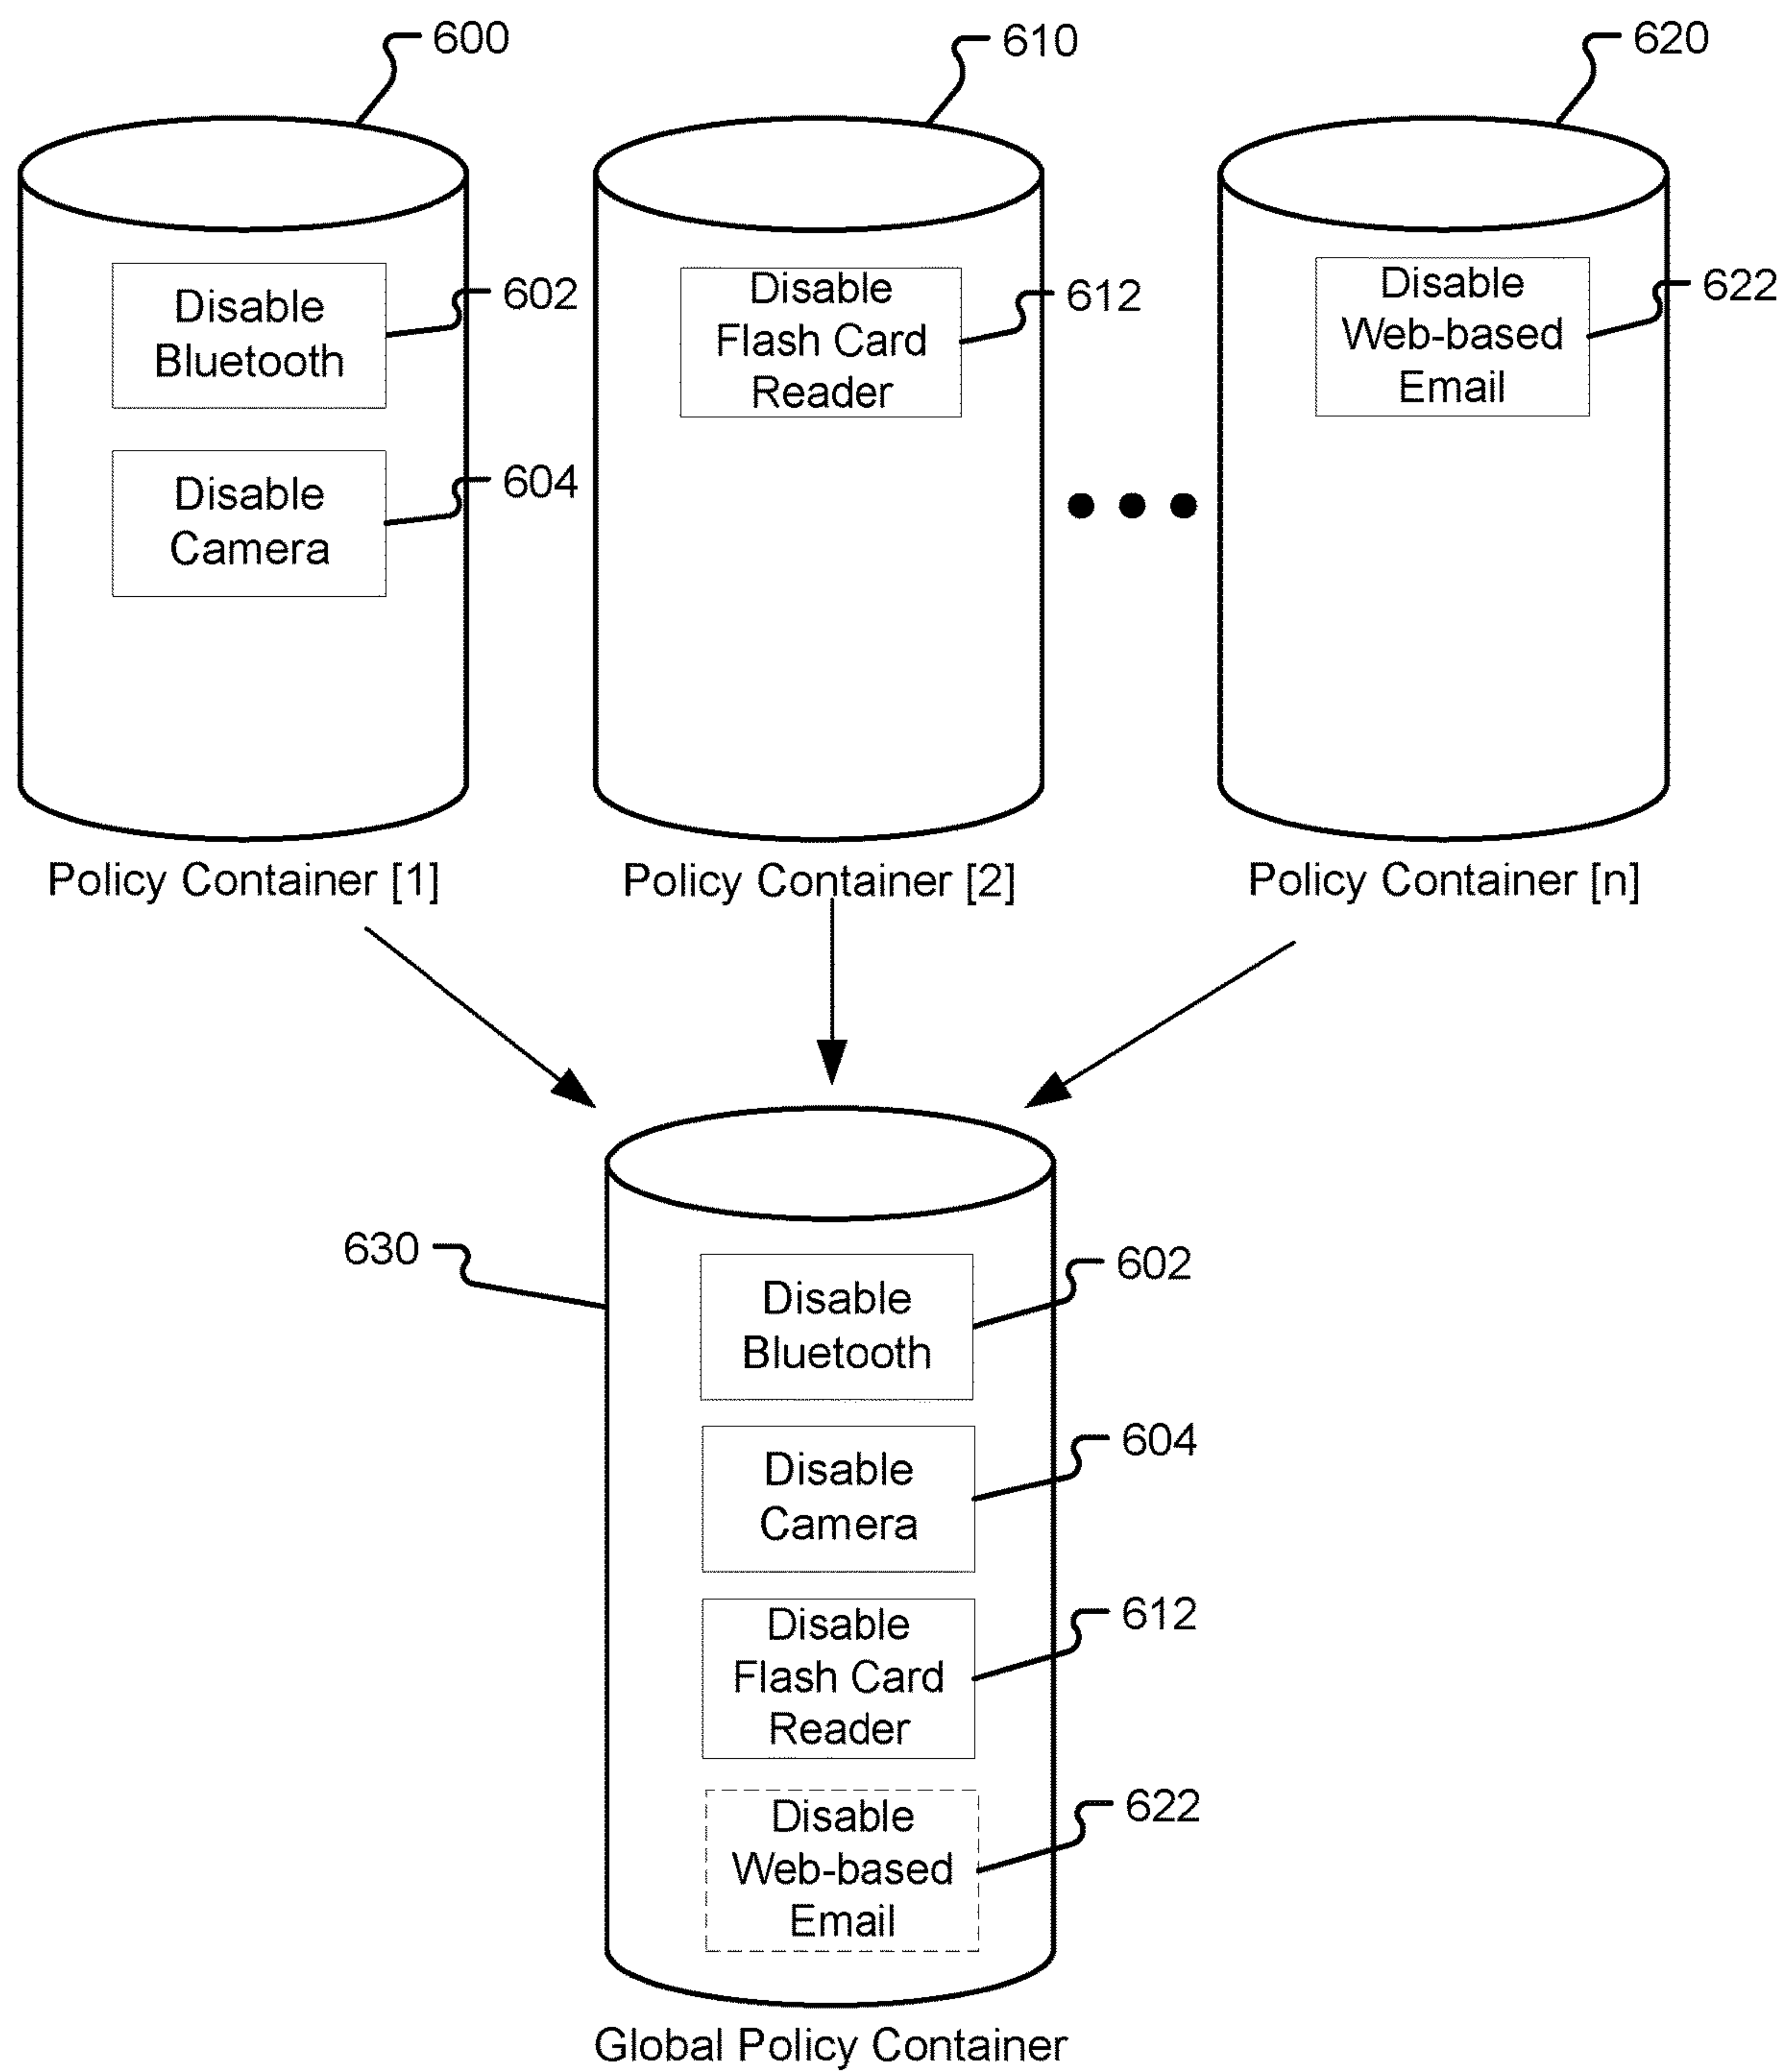 600
610
620
Disable
Bluetooth
602
Disable
Camera
604
Disable
Flash Card
Reader
612
Disable
Web-based
Email
622
Policy Container [1]
Policy Container [2]
Policy Container [n]
630
Disable
Bluetooth
602
Disable
Camera
604
Disable
Flash Card
Reader
612
Disable
Web-based
Email
622
Global Policy Container